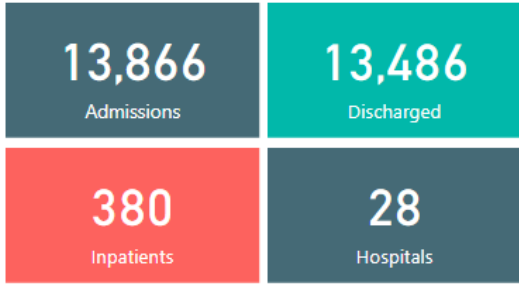 13,866
Admissions
13,486
Discharged
380
Inpatients
28
Hospitals